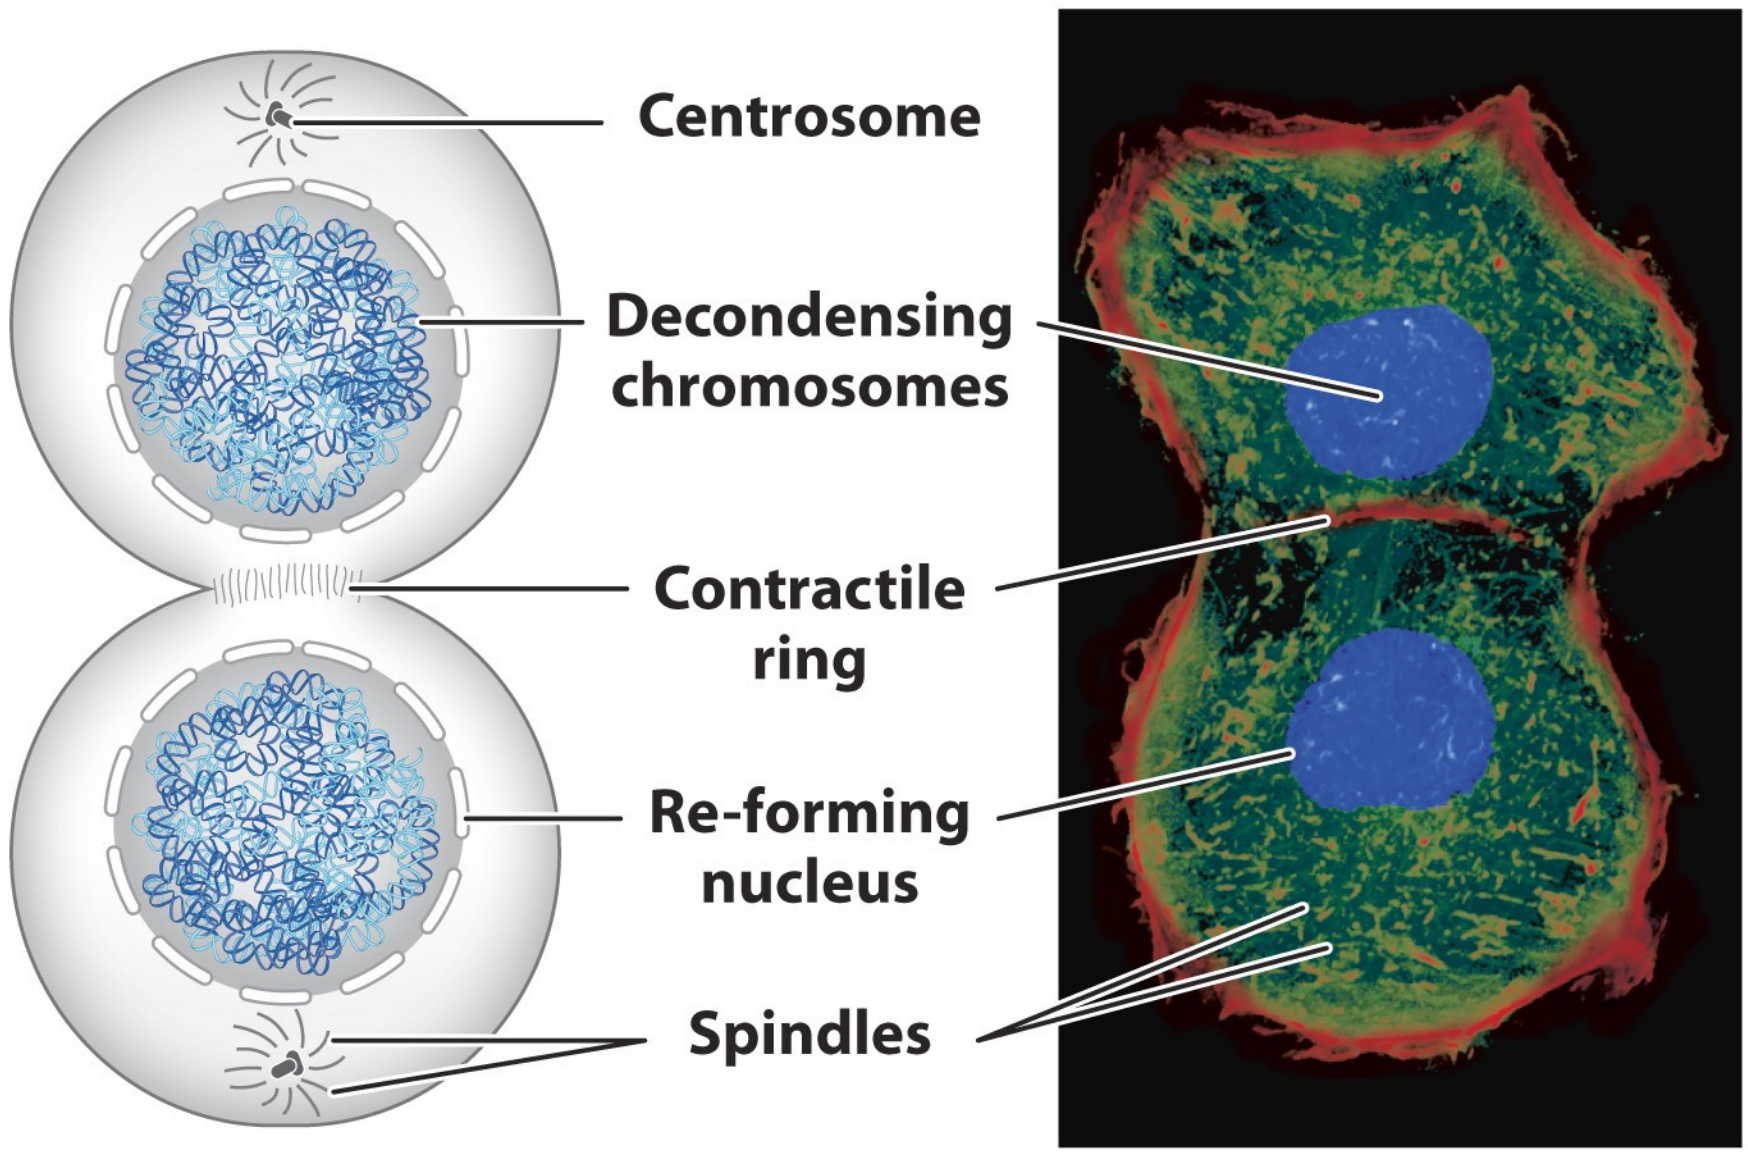 Centrosome
Decondensing
chromosomes
Contractile
ring
Re-forming
nucleus
Spindles